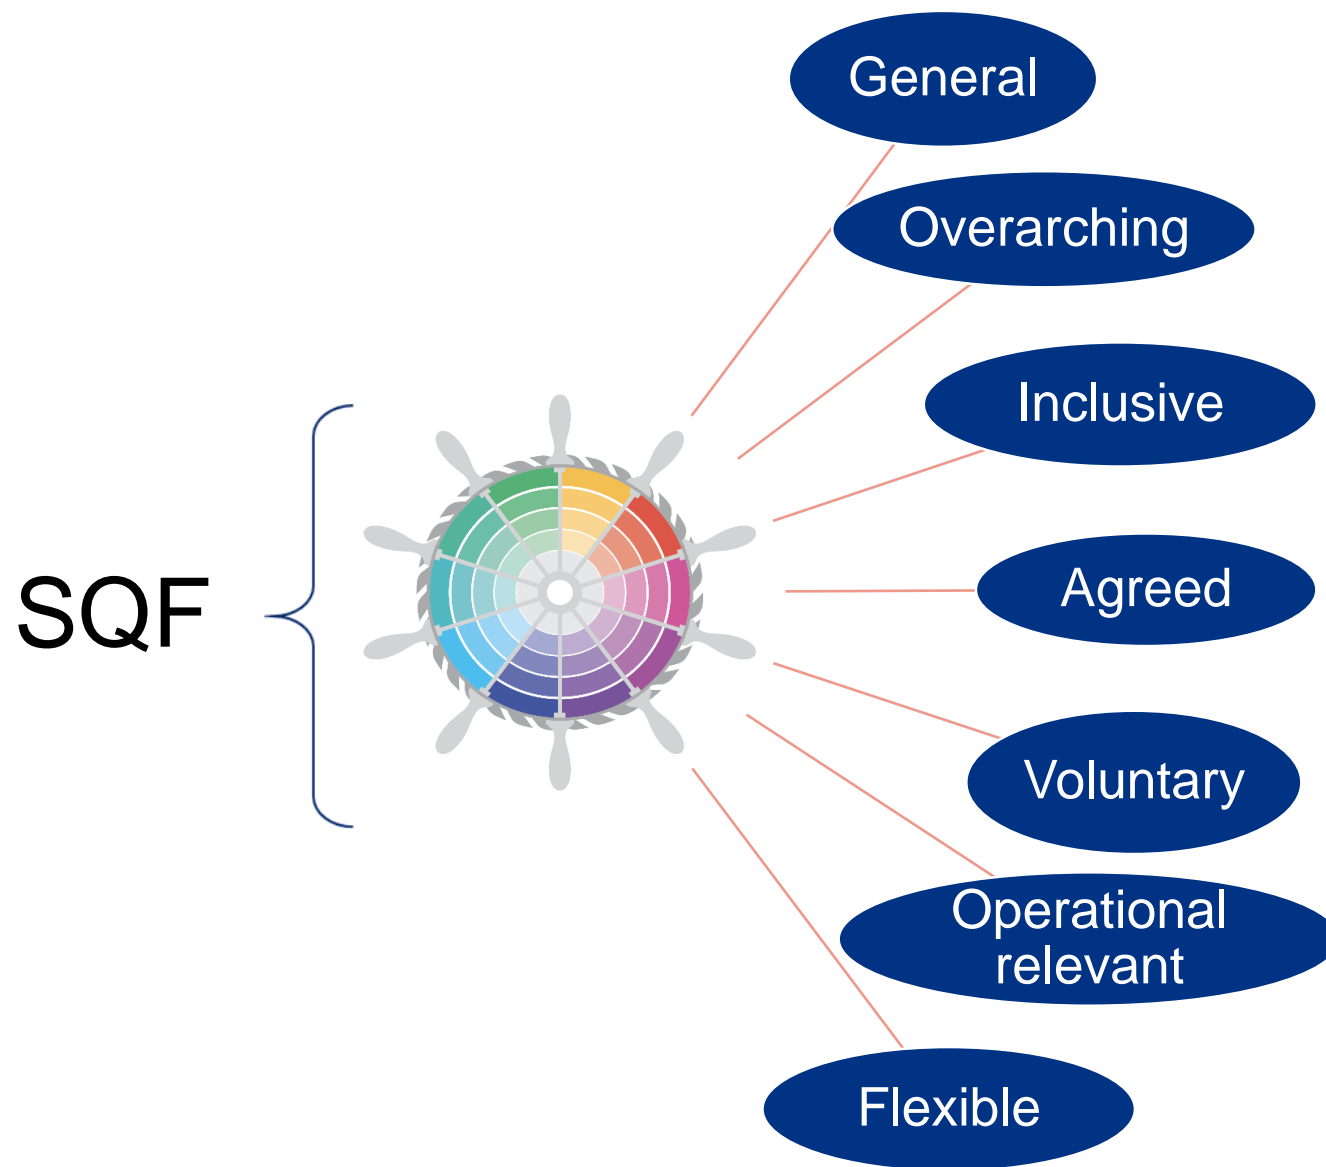 General
Overarching
Inclusive
SQF
Agreed
Voluntary
Operational
relevant
Flexible